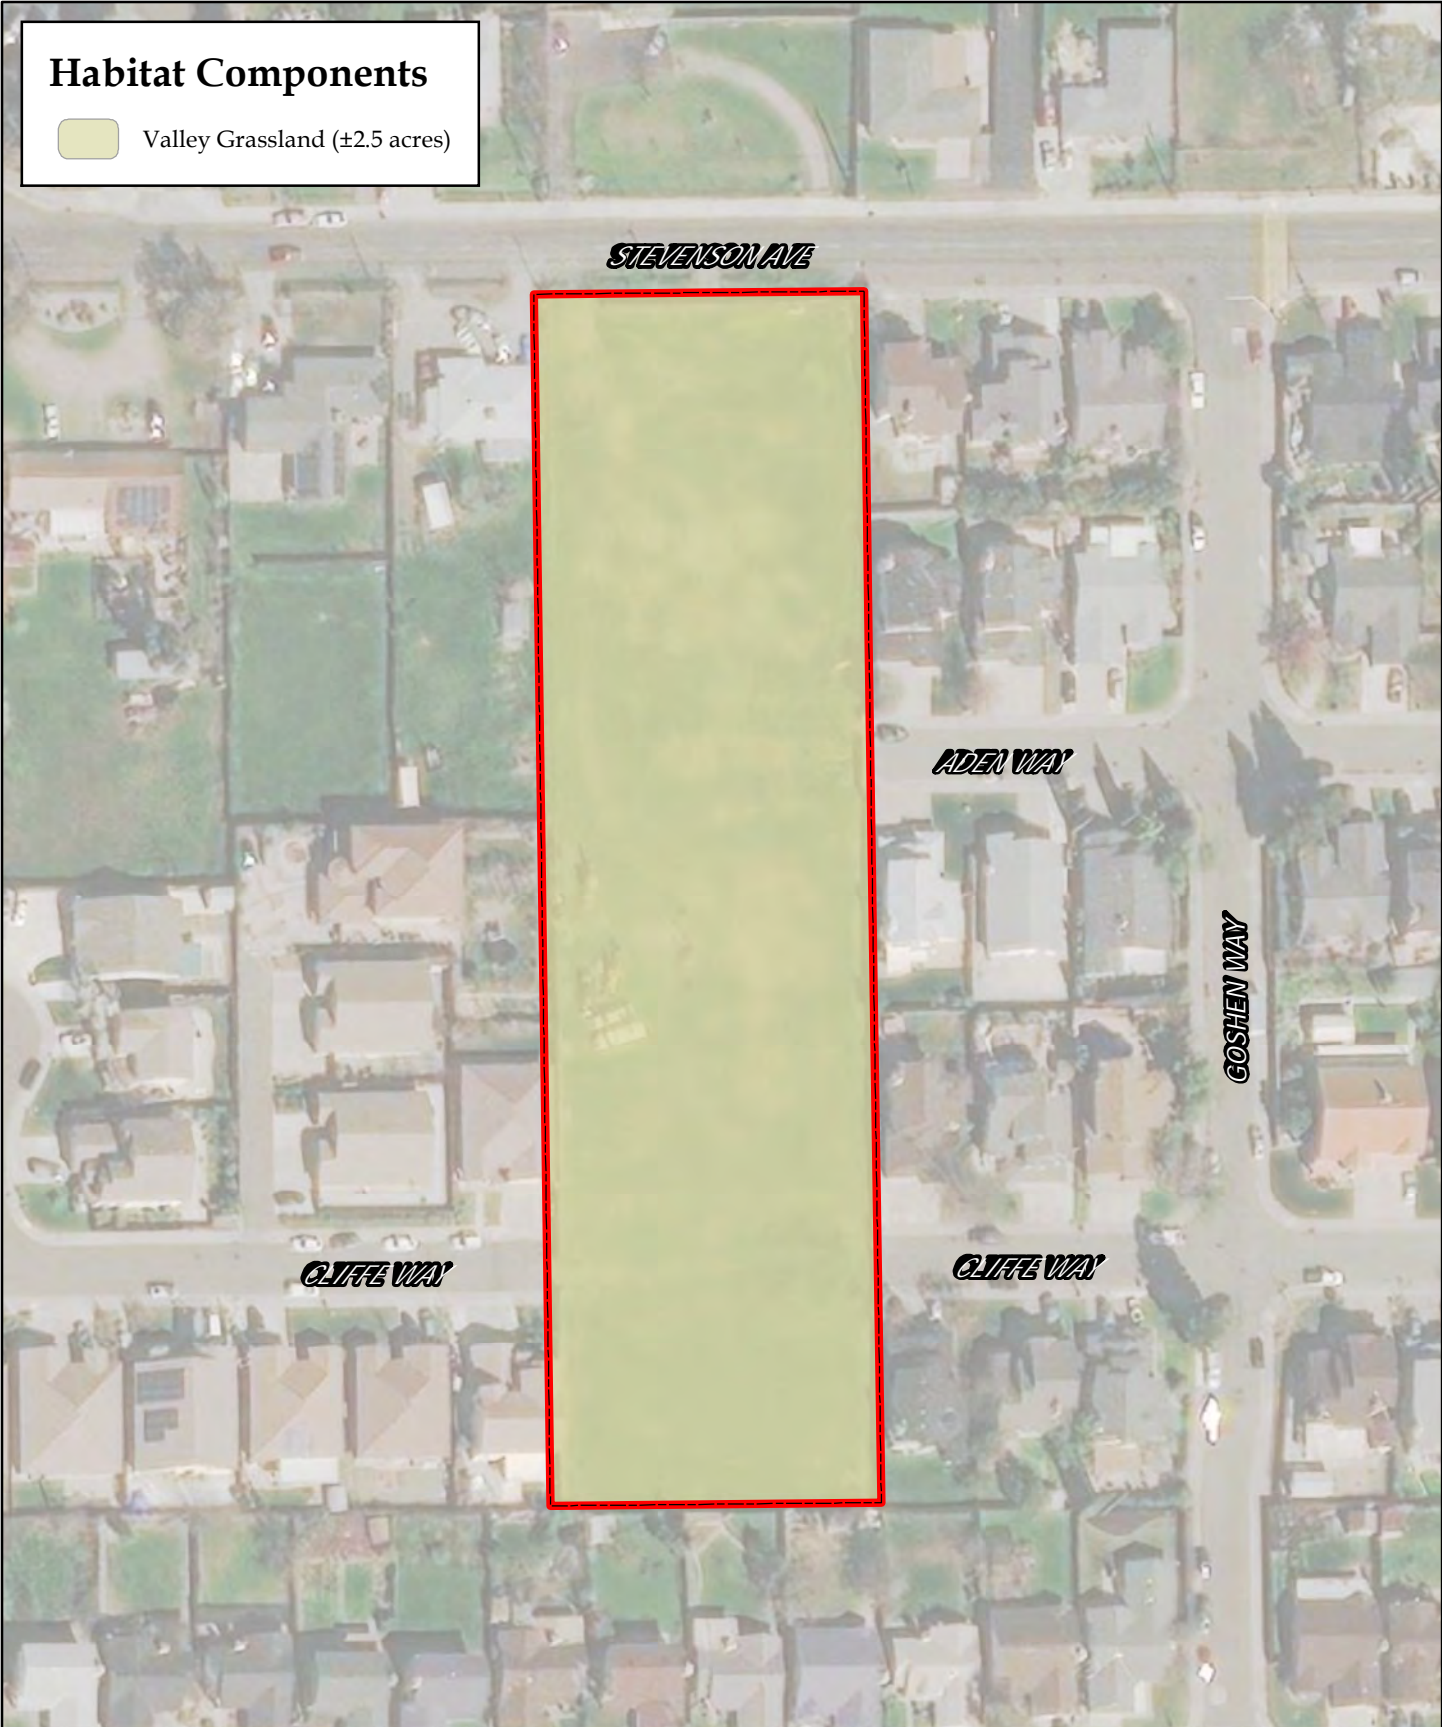 Habitat Components
Valley Grassland (±2.5 acres)
STEVENSON AVE
ADEN WAY
GOSHEN WAY
CLIFFE WAY
CLIFFE WAY